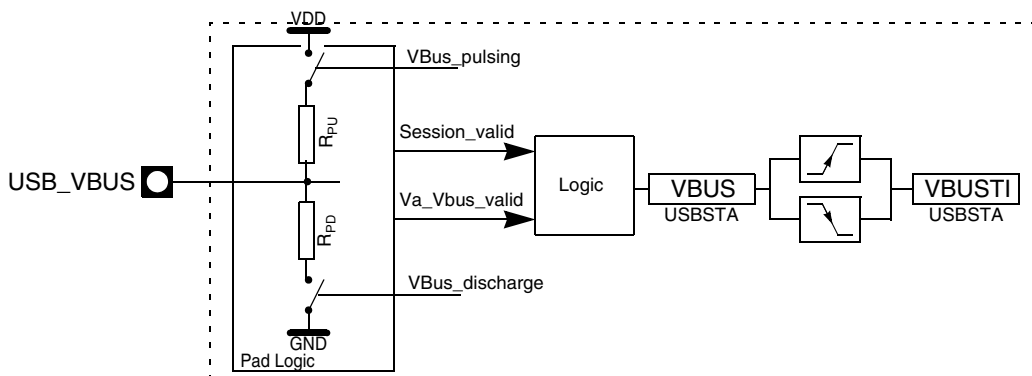 VDD
VBus_pulsing
RPU
Session_valid
USB_VBUS
Logic
VBUS
VBUSTI
USBSTA
USBSTA
Va_Vbus_valid
RPD
VBus_discharge
GND
Pad Logic